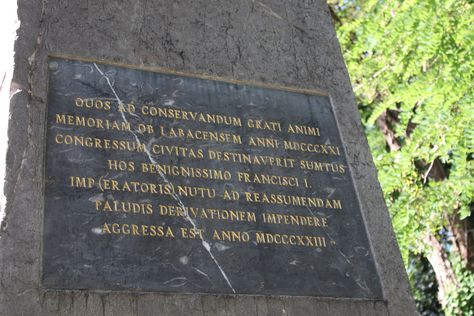 QUOS AD CONSERVANDUM GRATI ANIMI
MEMORIAM OB LABACENSEM ANNI MDCCCXXI
CONGRESSUM CIVITAS DESTINAVERIT SUMTUS
HOS BENIGNISSIMO FRANCISCI I.
IMP(ERATORIS) NUTU AD REASSUMENDAM
PALUDIS DERIVATIONEM IMPENDERE
AGGRESSA EST ANNO MDCCCXXIII